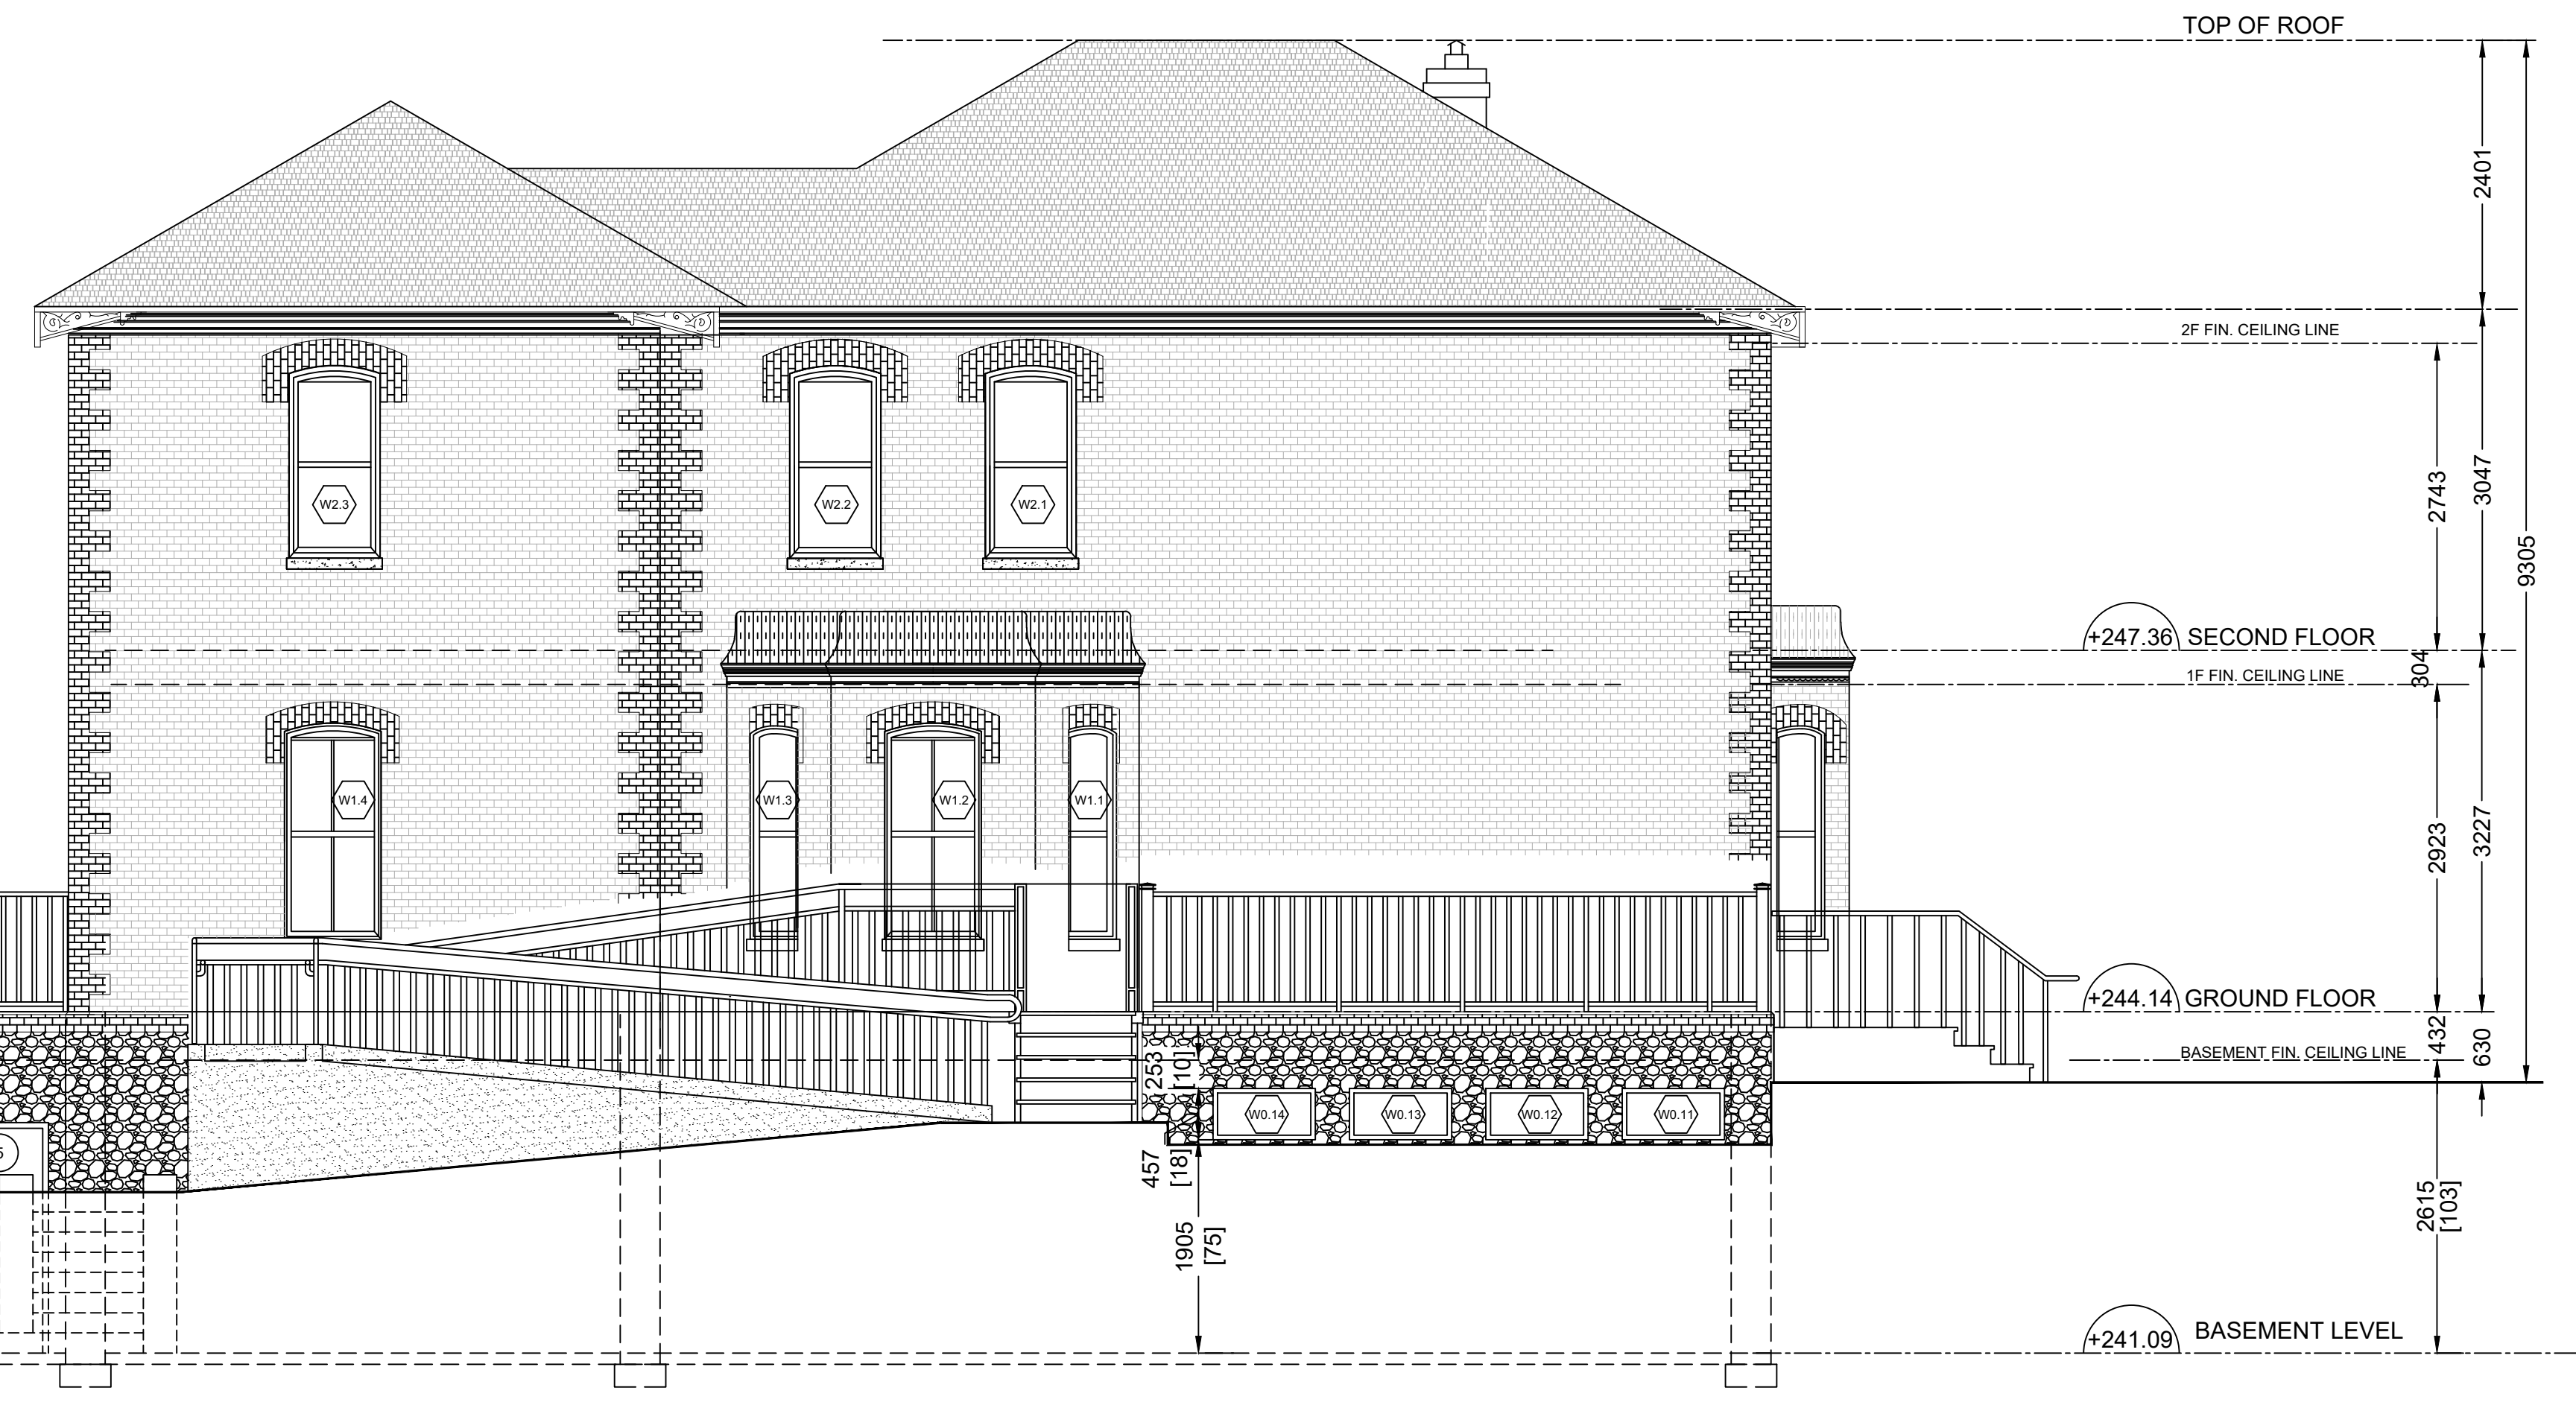 TOP OF ROOF
2401
2F FIN. CEILING LINE
2743
3047
9305
W2.3
W2.2
W2.1
+247.36 SECOND FLOOR
304
1F FIN. CEILING LINE
W1.4
W1.3
W1.2
W1.1
2923
3227
+244.14 GROUND FLOOR
432
630
BASEMENT FIN. CEILING LINE
253
[10]
W0.14
W0.13
W0.12
W0.11
457
[18]
1905
[75]
2615
[103]
+241.09 BASEMENT LEVEL